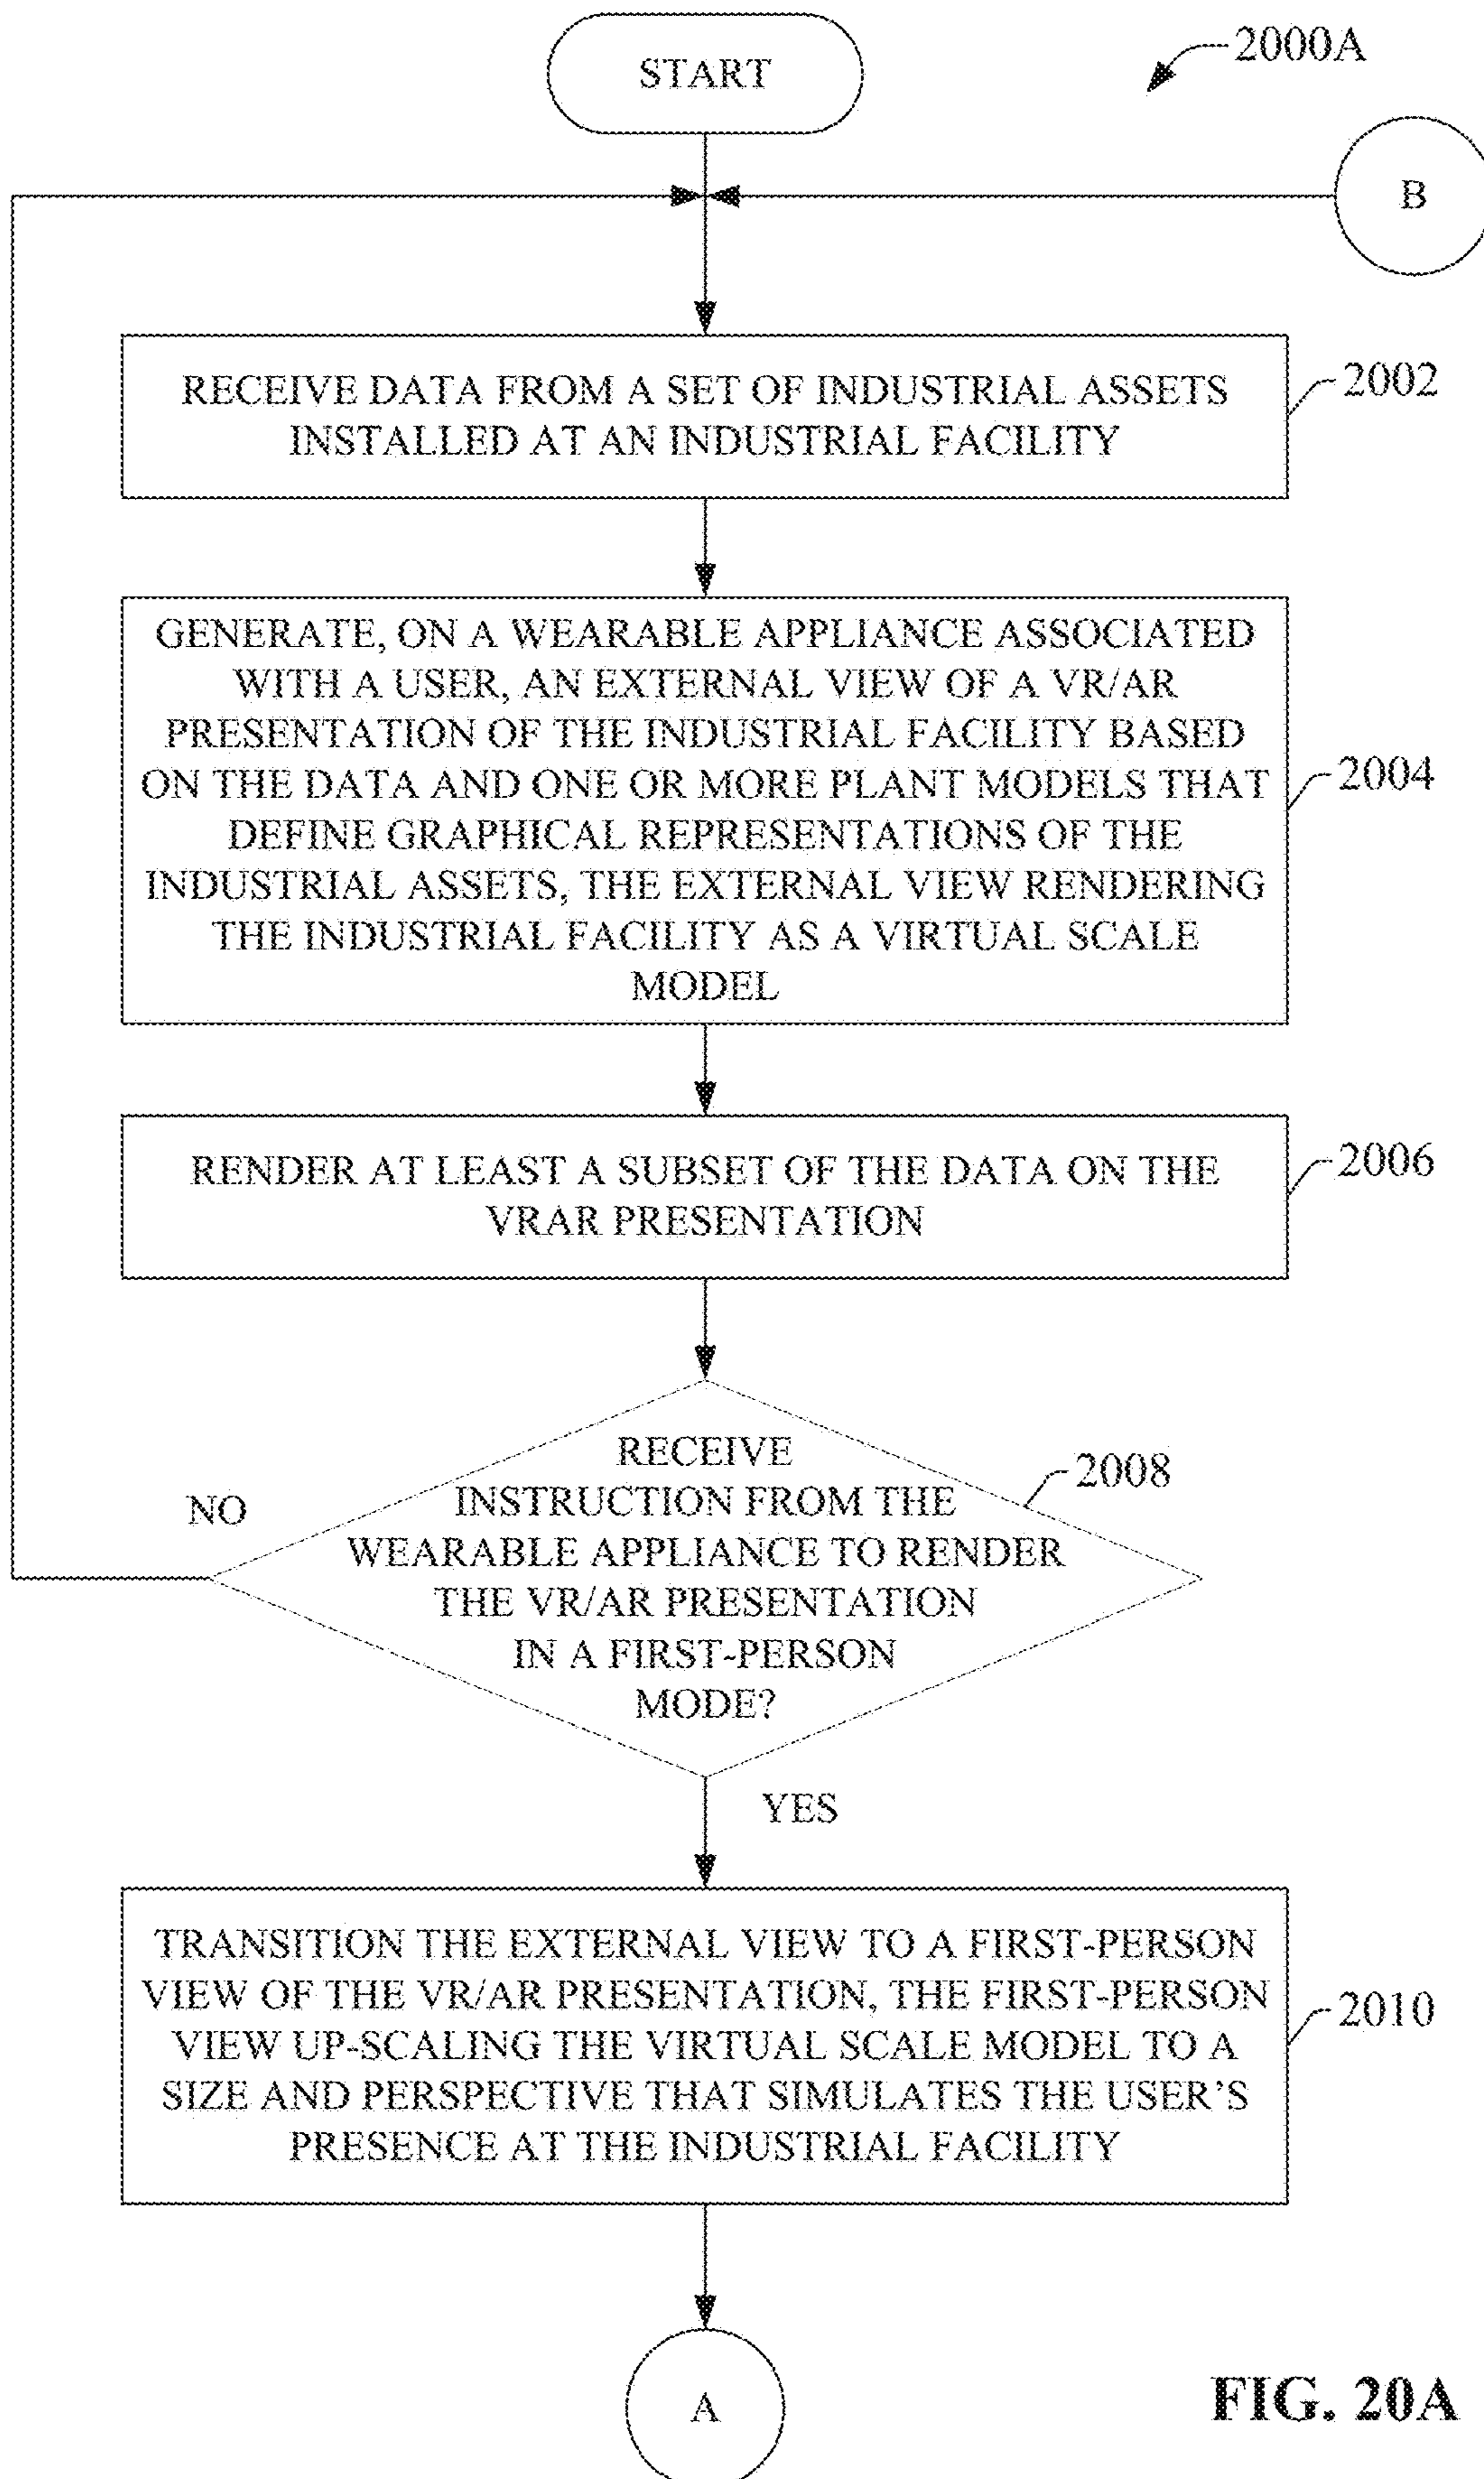 START
2000A
B
RECEIVE DATA FROM A SET OF INDUSTRIAL ASSETS
INSTALLED AT AN INDUSTRIAL FACILITY
2002
GENERATE, ON A WEARABLE APPLIANCE ASSOCIATED
WITH A USER, AN EXTERNAL VIEW OF A VR/AR
PRESENTATION OF THE INDUSTRIAL FACILITY BASED
ON THE DATA AND ONE OR MORE PLANT MODELS THAT
DEFINE GRAPHICAL REPRESENTATIONS OF THE
INDUSTRIAL ASSETS, THE EXTERNAL VIEW RENDERING
THE INDUSTRIAL FACILITY AS A VIRTUAL SCALE
MODEL
2004
RENDER AT LEAST A SUBSET OF THE DATA ON THE
VRAR PRESENTATION
2006
RECEIVE
INSTRUCTION FROM THE
WEARABLE APPLIANCE TO RENDER
THE VR/AR PRESENTATION
IN A FIRST-PERSON
MODE?
2008
NO
YES
TRANSITION THE EXTERNAL VIEW TO A FIRST-PERSON
VIEW OF THE VR/AR PRESENTATION, THE FIRST-PERSON
VIEW UP-SCALING THE VIRTUAL SCALE MODEL TO A
SIZE AND PERSPECTIVE THAT SIMULATES THE USER'S
PRESENCE AT THE INDUSTRIAL FACILITY
2010
A
FIG. 20A